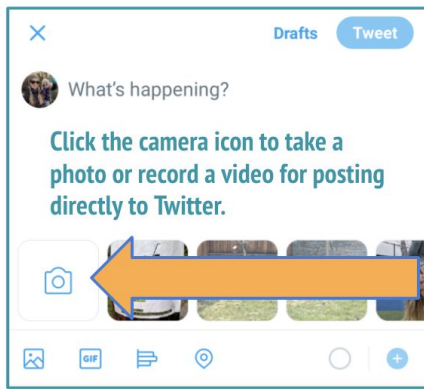 Drafts Tweet
What's happening?
Click the camera icon to take a
photo or record a video for posting
directly to Twitter.
GIF